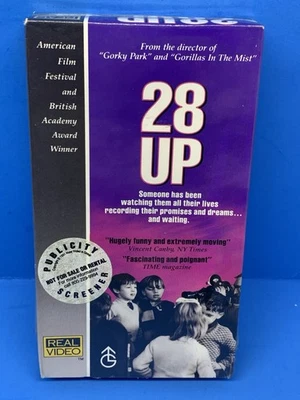 28 UP
American
Film
Festival
and
British
Academy
Award
Winner
From the director of
"Gorky Park" and "Gorillas In The Mist"
28
UP
Someone has been
watching them all their lives
recording their promises and dreams...
and waiting.
"Hugely funny and extremely moving"
Vincent Canby, NY Times
"Fascinating and poignant"
TIME magazine
PUBLICITY
NOT FOR SALE OR RENTAL
SCREENER
REAL
VIDEO
TM